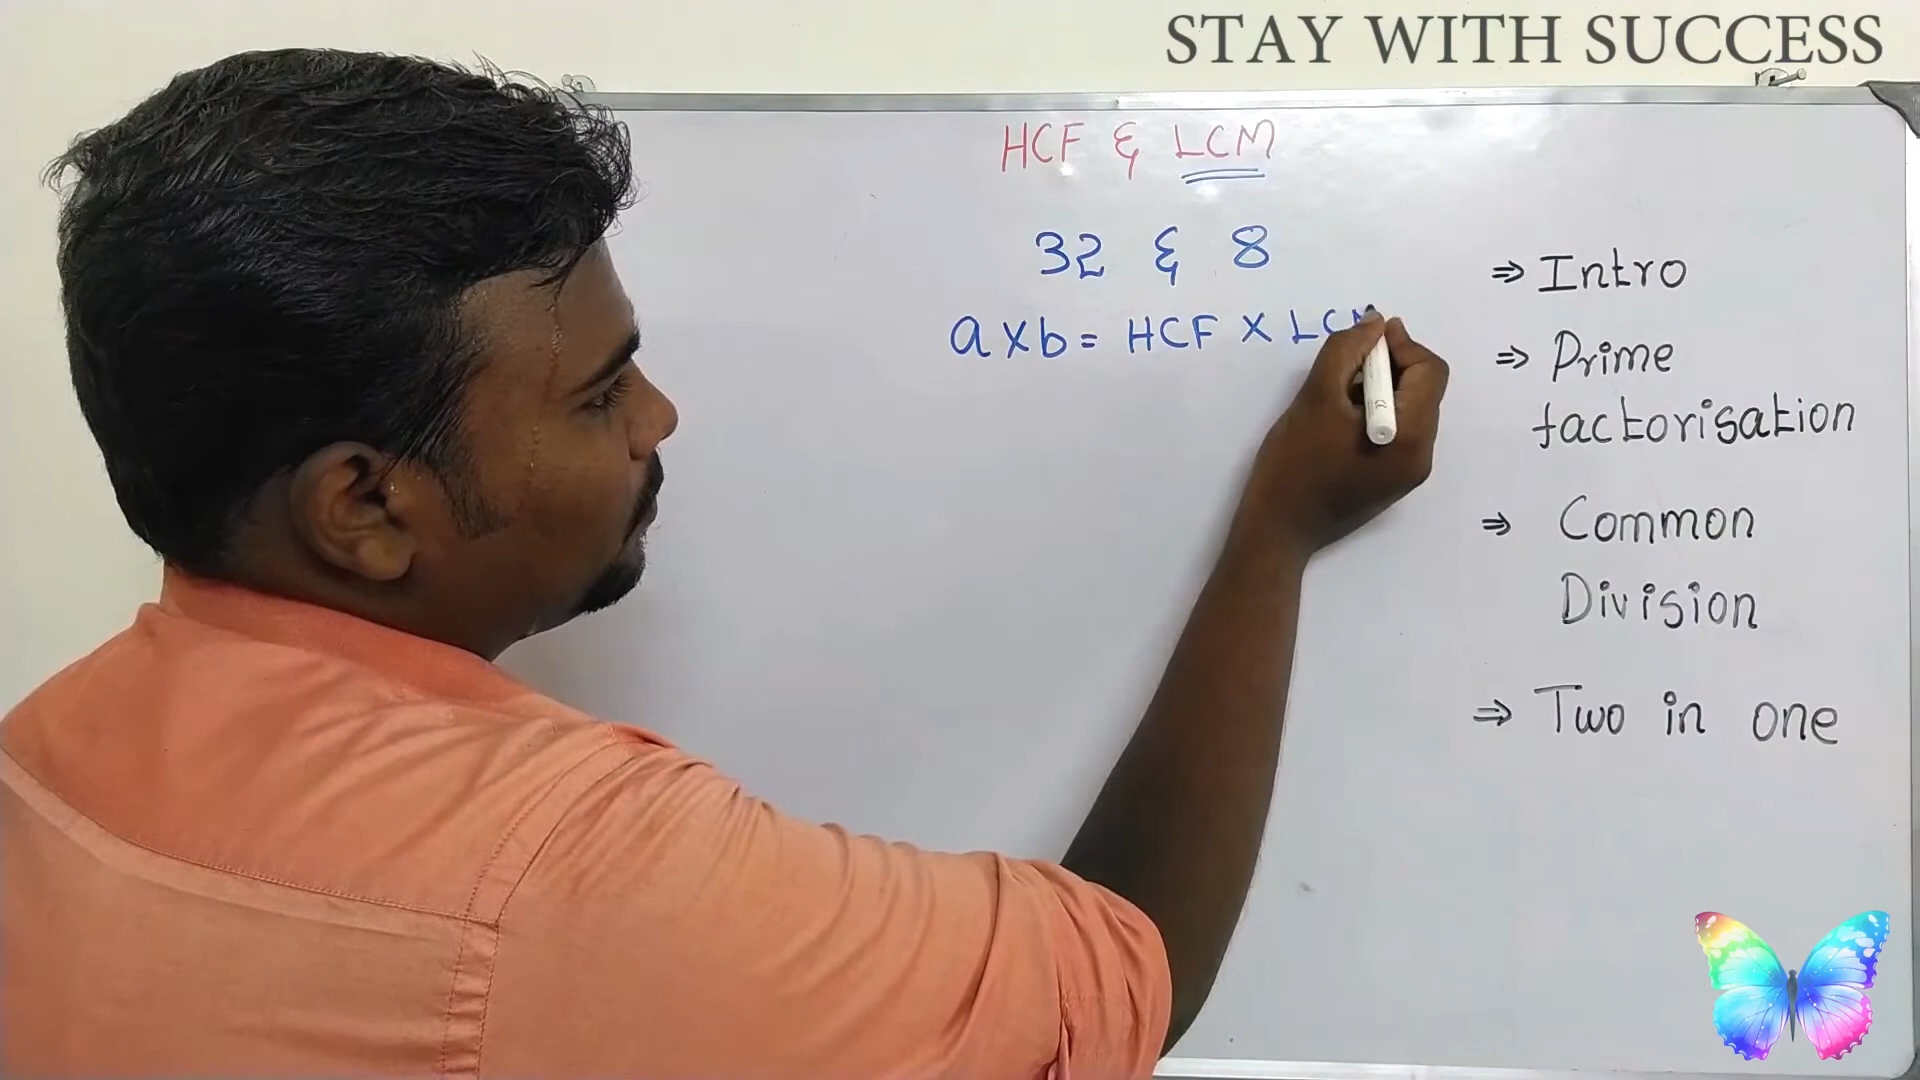 STAY WITH SUCCESS
HCF & LCM
32 & 8
a x b = HCF x LCM
⇒ Intro
⇒ Prime
factorisation
⇒ Common
Division
⇒ Two in one